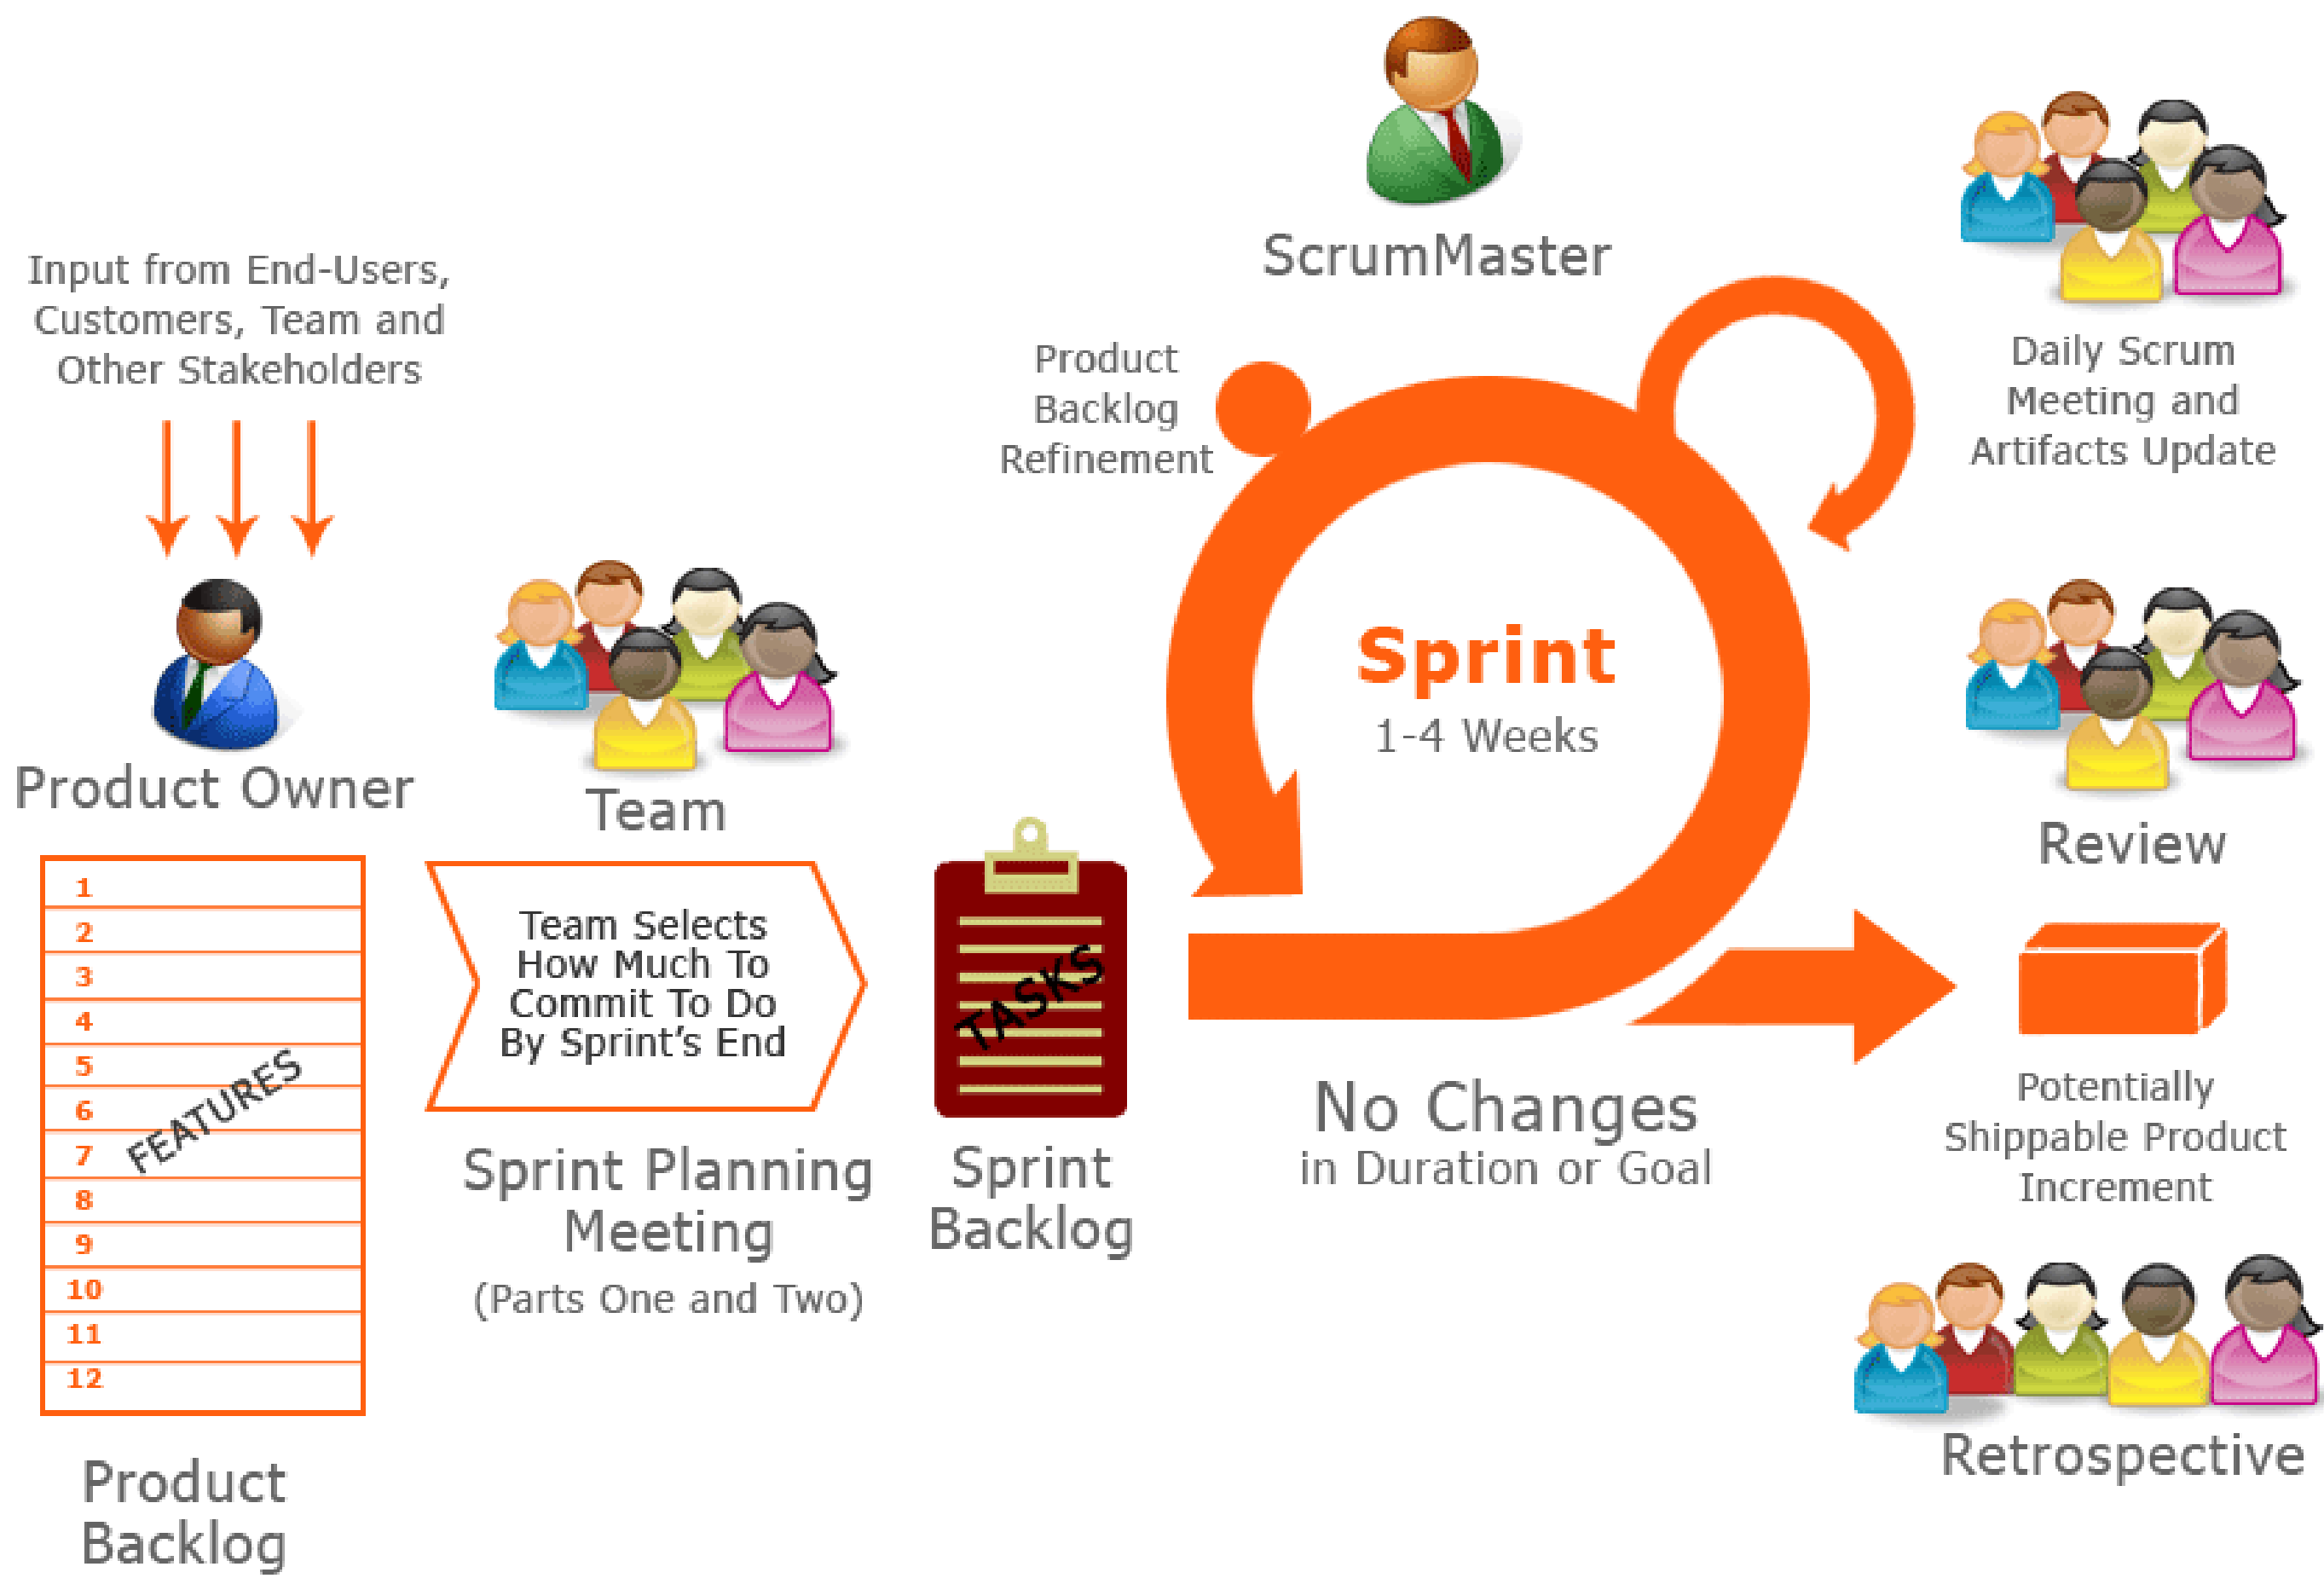 Input from End-Users,
Customers, Team and
Other Stakeholders
Product Owner
1
2
3
4
5
6
7
8
9
10
11
12
FEATURES
Product
Backlog
Team
Team Selects
How Much To
Commit To Do
By Sprint’s End
Sprint Planning
Meeting
(Parts One and Two)
TASKS
Sprint
Backlog
ScrumMaster
Product
Backlog
Refinement
Sprint
1-4 Weeks
No Changes
in Duration or Goal
Daily Scrum
Meeting and
Artifacts Update
Review
Potentially
Shippable Product
Increment
Retrospective